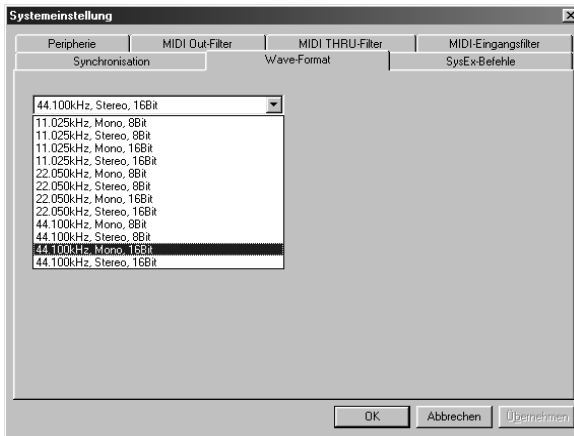 Systemeinstellung
Peripherie MIDI Out-Filter MIDI THRU-Filter MIDI-Eingangsfilter
Synchronisation Wave-Format SysEx-Befehle
44.100kHz, Stereo, 16Bit
11.025kHz, Mono, 8Bit
11.025kHz, Stereo, 8Bit
11.025kHz, Mono, 16Bit
11.025kHz, Stereo, 16Bit
22.050kHz, Mono, 8Bit
22.050kHz, Stereo, 8Bit
22.050kHz, Mono, 16Bit
22.050kHz, Stereo, 16Bit
44.100kHz, Mono, 8Bit
44.100kHz, Stereo, 8Bit
44.100kHz, Mono, 16Bit
44.100kHz, Stereo, 16Bit
OK Abbrechen Übernehmen